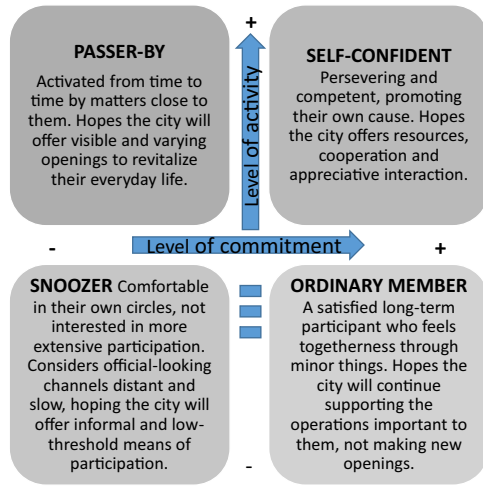 +
PASSER-BY
Activated from time to
time by matters close to
them. Hopes the city will
offer visible and varying
openings to revitalize
their everyday life.
Level of activity
SELF-CONFIDENT
Persevering and
competent, promoting
their own cause. Hopes
the city offers resources,
cooperation and
appreciative interaction.
-
Level of commitment
+
SNOOZER Comfortable
in their own circles, not
interested in more
extensive participation.
Considers official-looking
channels distant and
slow, hoping the city will
offer informal and low-
threshold means of
participation.
ORDINARY MEMBER
A satisfied long-term
participant who feels
togetherness through
minor things. Hopes the
city will continue
supporting the
operations important to
them, not making new
openings.
-